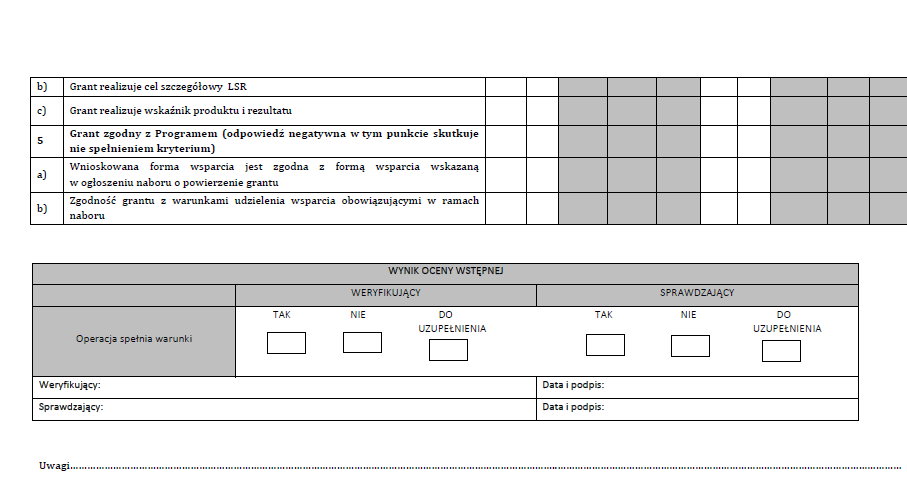 b) Grant realizuje cel szczegółowy LSR
c) Grant realizuje wskaźnik produktu i rezultatu
5 Grant zgodny z Programem (odpowiedź negatywna w tym punkcie skutkuje
nie spełnieniem kryterium)
a) Wnioskowana forma wsparcia jest zgodna z formą wsparcia wskazaną
w ogłoszeniu naboru o powierzenie grantu
b) Zgodność grantu z warunkami udzielenia wsparcia obowiązującymi w ramach
naboru
WYNIK OCENY WSTĘPNEJ
WERYFIKUJĄCY SPRAWDZAJĄCY
Operacja spełnia warunki
TAK NIE DO
UZUPEŁNIENIA
TAK NIE DO
UZUPEŁNIENIA
Weryfikujący: Data i podpis:
Sprawdzający: Data i podpis:
Uwagi........................................................................................................................